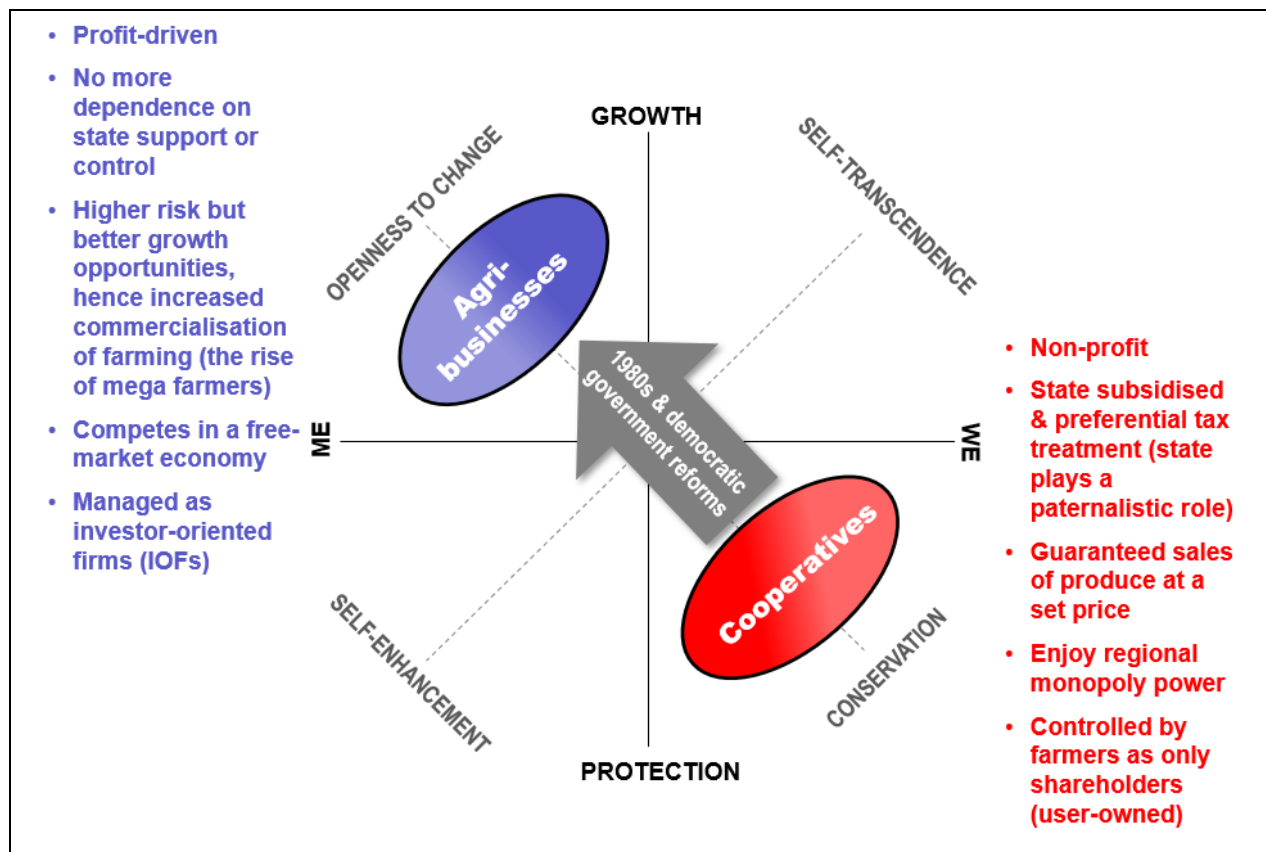 • Profit-driven
• No more
dependence on
state support or
control
• Higher risk but
better growth
opportunities,
hence increased
commercialisation
of farming (the rise
of mega farmers)
• Competes in a free-
market economy
• Managed as
investor-oriented
firms (IOFs)
GROWTH
OPENNESS TO CHANGE
SELF-TRANSCENDENCE
Agri-
businesses
1980s & democratic
government reforms
ME
WE
Cooperatives
SELF-ENHANCEMENT
CONSERVATION
PROTECTION
• Non-profit
• State subsidised
& preferential tax
treatment (state
plays a
paternalistic role)
• Guaranteed sales
of produce at a
set price
• Enjoy regional
monopoly power
• Controlled by
farmers as only
shareholders
(user-owned)